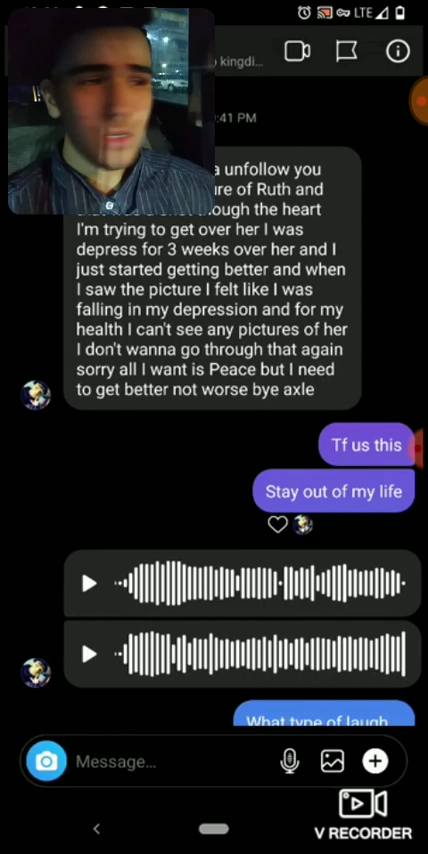 LTE
kingdi...
:41 PM
a unfollow you
ure of Ruth and
though the heart
I'm trying to get over her I was
depress for 3 weeks over her and I
just started getting better and when
I saw the picture I felt like I was
falling in my depression and for my
health I can't see any pictures of her
I don't wanna go through that again
sorry all I want is Peace but I need
to get better not worse bye axle
Tf us this
Stay out of my life
What type of laugh
Message...
V RECORDER